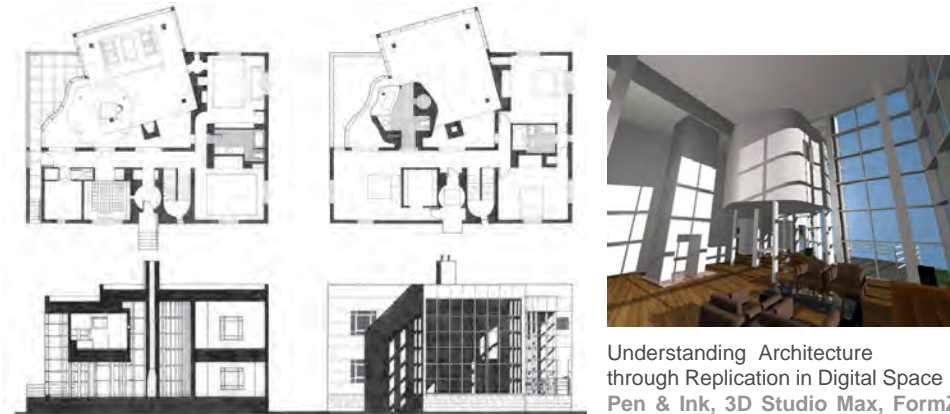 Understanding Architecture
through Replication in Digital Space
Pen & Ink, 3D Studio Max, Form.